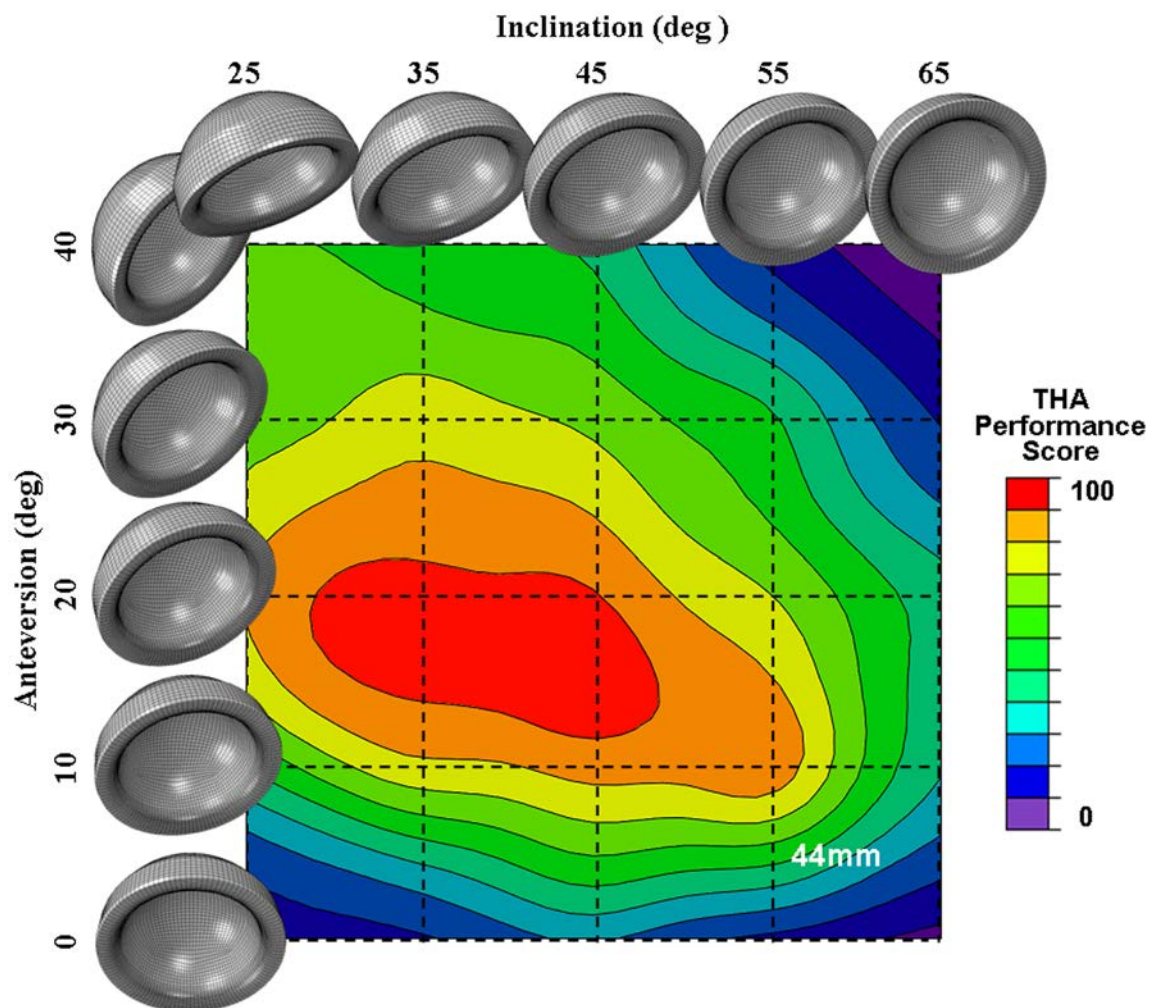 Inclination (deg )
25 35 45 55 65
40
30
20
10
0
Anteversion (deg)
THA
Performance
Score
100
0
44mm